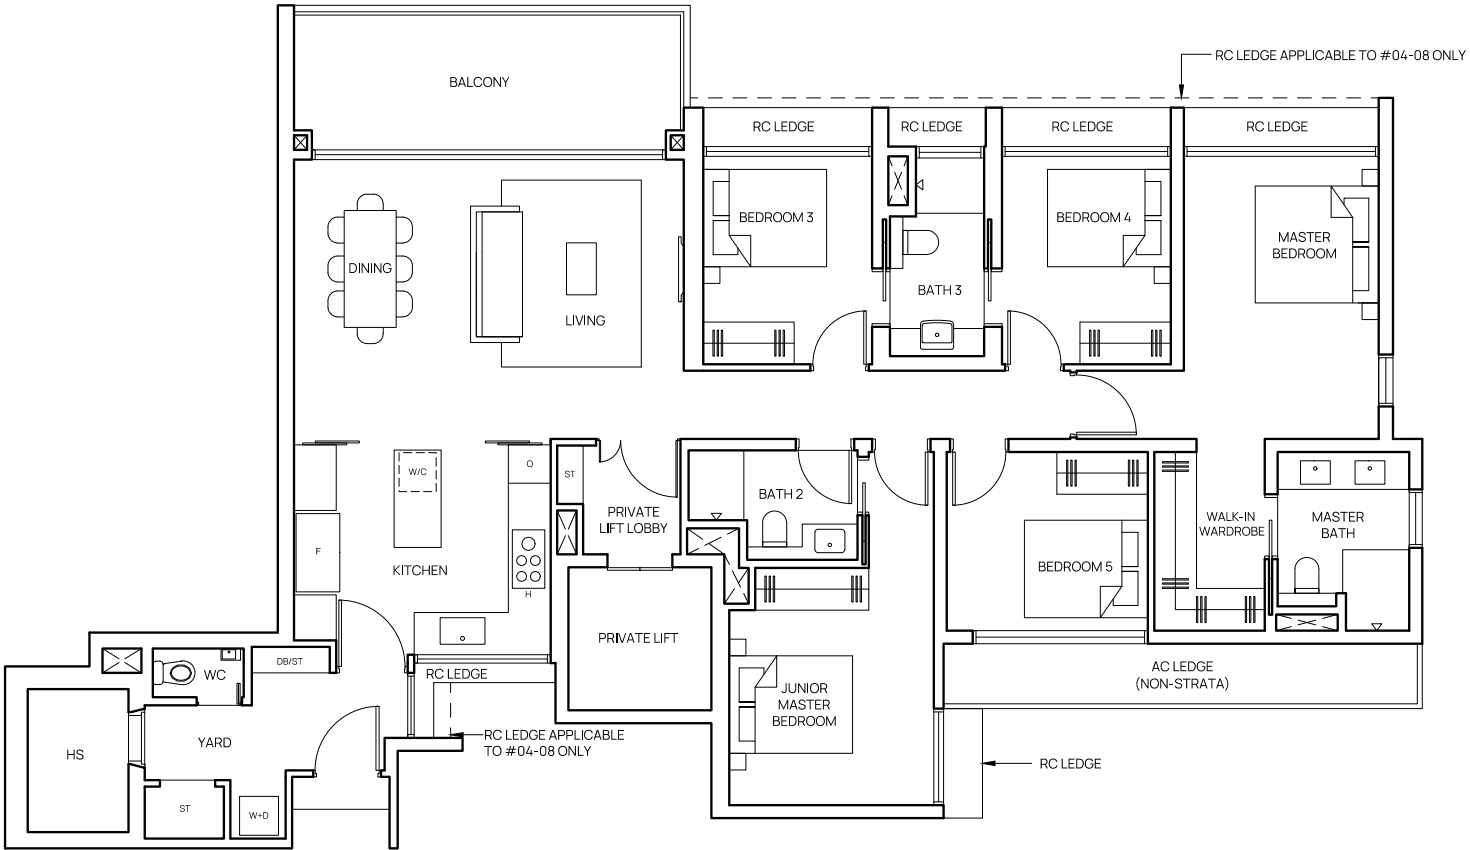 RC LEDGE APPLICABLE TO #04-08 ONLY
BALCONY
RC LEDGE
RC LEDGE
RC LEDGE
RC LEDGE
BEDROOM 3
BEDROOM 4
MASTER
BEDROOM
DINING
BATH 3
LIVING
W/C
O
ST
BATH 2
PRIVATE
LIFT LOBBY
WALK-IN
WARDROBE
MASTER
BATH
F
KITCHEN
H
BEDROOM 5
PRIVATE LIFT
DB/ST
WC
RC LEDGE
AC LEDGE
(NON-STRATA)
JUNIOR
MASTER
BEDROOM
RC LEDGE APPLICABLE
TO #04-08 ONLY
HS
YARD
RC LEDGE
ST
W+D